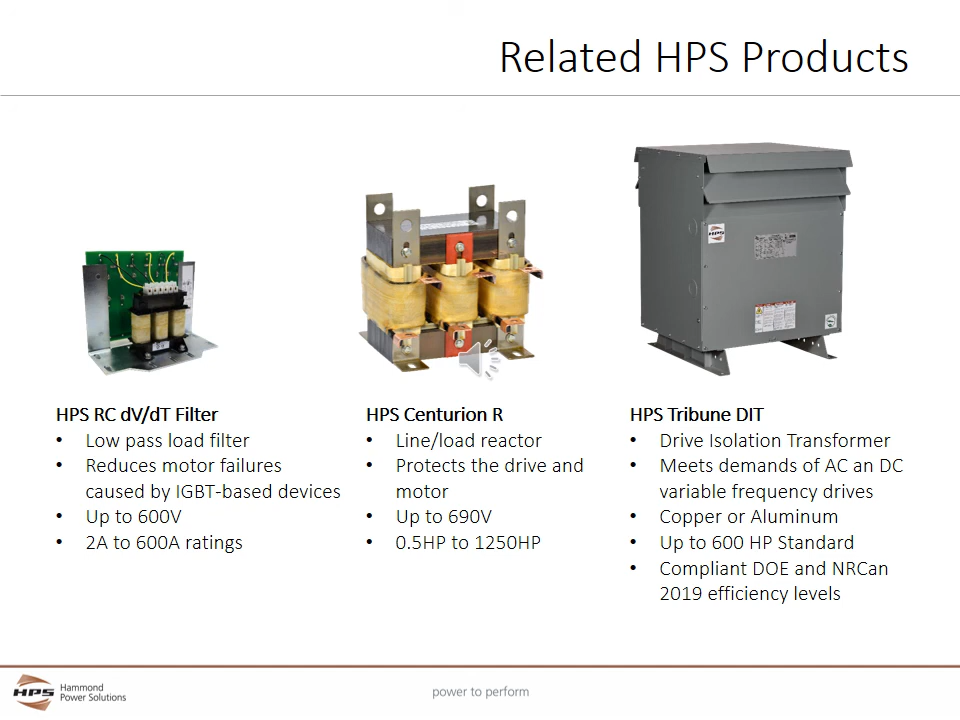 Related HPS Products
HPS
HPS RC dV/dT Filter
• Low pass load filter
• Reduces motor failures
caused by IGBT-based devices
• Up to 600V
• 2A to 600A ratings
HPS Centurion R
• Line/load reactor
• Protects the drive and
motor
• Up to 690V
• 0.5HP to 1250HP
HPS Tribune DIT
• Drive Isolation Transformer
• Meets demands of AC an DC
variable frequency drives
• Copper or Aluminum
• Up to 600 HP Standard
• Compliant DOE and NRCan
2019 efficiency levels
HPS Hammond
Power Solutions
power to perform